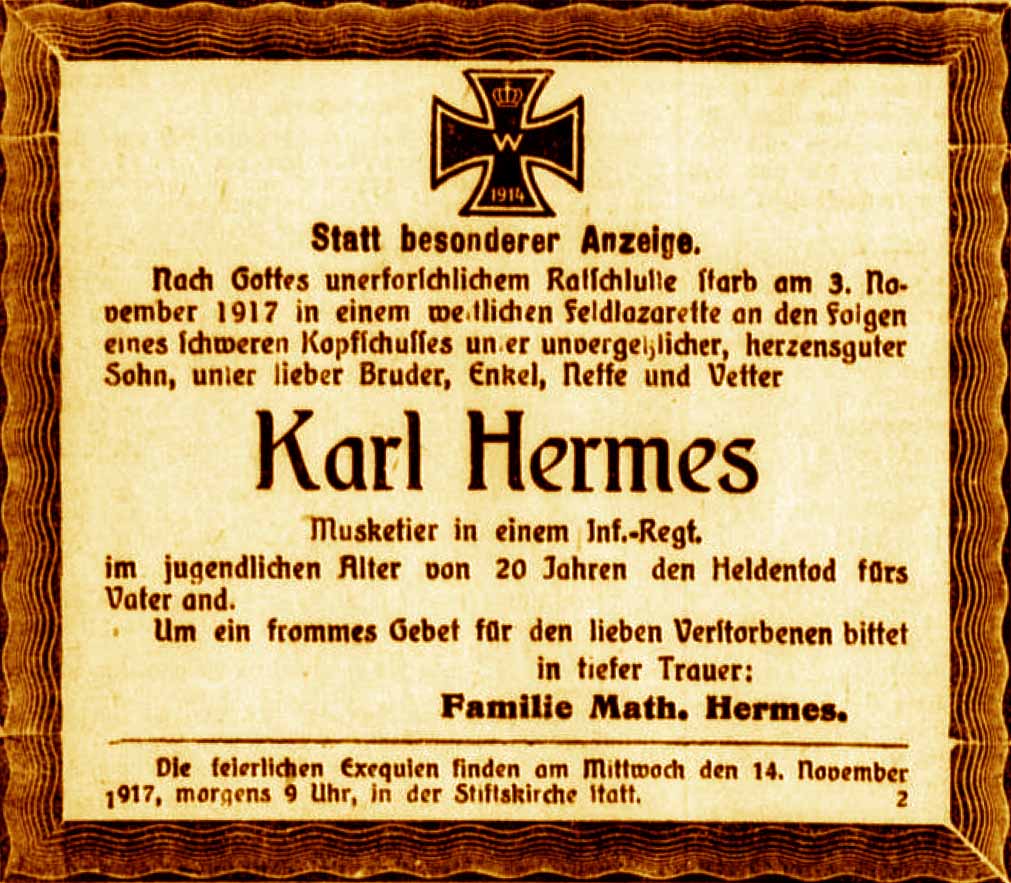 W
1914
Statt besonderer Anzeige.
Nach Gottes unerforſchlichem Ratſchluſſe ſtarb am 3. No-
vember 1917 in einem weſtlichen Feldlazarette an den Folgen
eines ſchweren Kopfſchuſſes unſer unvergeßlicher, herzensguter
Sohn, unſer lieber Bruder, Enkel, Neffe und Vetter
Karl Hermes
Musketier in einem Inf.-Regt.
im jugendlichen Alter von 20 Jahren den Heldentod fürs
Vaterland.
Um ein frommes Gebet für den lieben Verſtorbenen bittet
in tiefer Trauer:
Familie Math. Hermes.
Die feierlichen Exequien finden am Mittwoch den 14. November
1917, morgens 9 Uhr, in der Stiftskirche ſtatt. 2